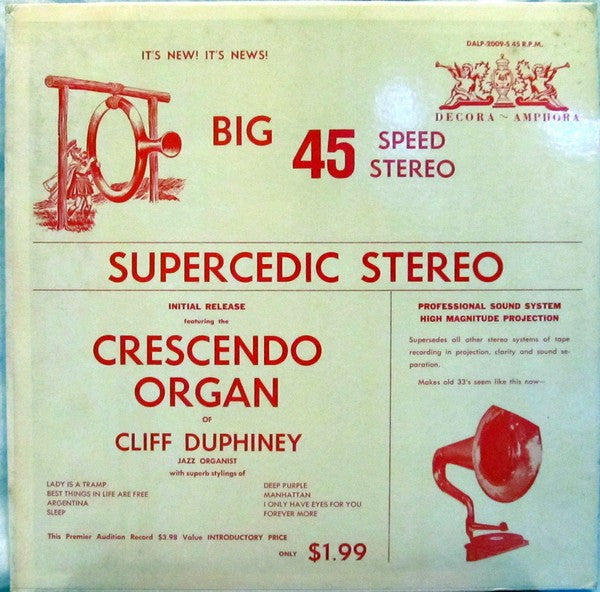 IT'S NEW! IT'S NEWS!
DALP-2009-S 45 R.P.M.
DECORA ~ AMPHORA
BIG 45 SPEED
STEREO
SUPERCEDIC STEREO
INITIAL RELEASE
featuring the
CRESCENDO
ORGAN
OF
CLIFF DUPHINEY
JAZZ ORGANIST
with superb stylings of
LADY IS A TRAMP
BEST THINGS IN LIFE ARE FREE
ARGENTINA
SLEEP
DEEP PURPLE
MANHATTAN
I ONLY HAVE EYES FOR YOU
FOREVER MORE
This Premier Audition Record $3.98 Value INTRODUCTORY PRICE
ONLY $1.99
PROFESSIONAL SOUND SYSTEM
HIGH MAGNITUDE PROJECTION
Supersedes all other stereo systems of tape
recording in projection, clarity and sound se-
paration.
Makes old 33's seem like this now—